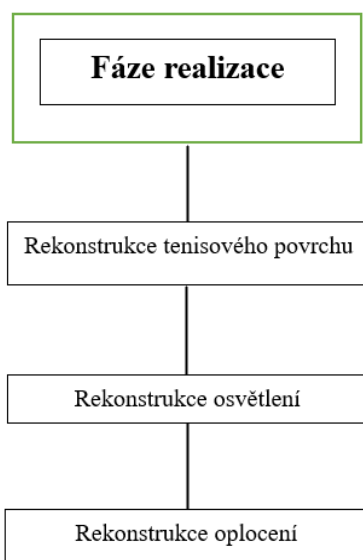 Fáze realizace
Rekonstrukce tenisového povrchu
Rekonstrukce osvětlení
Rekonstrukce oplocení